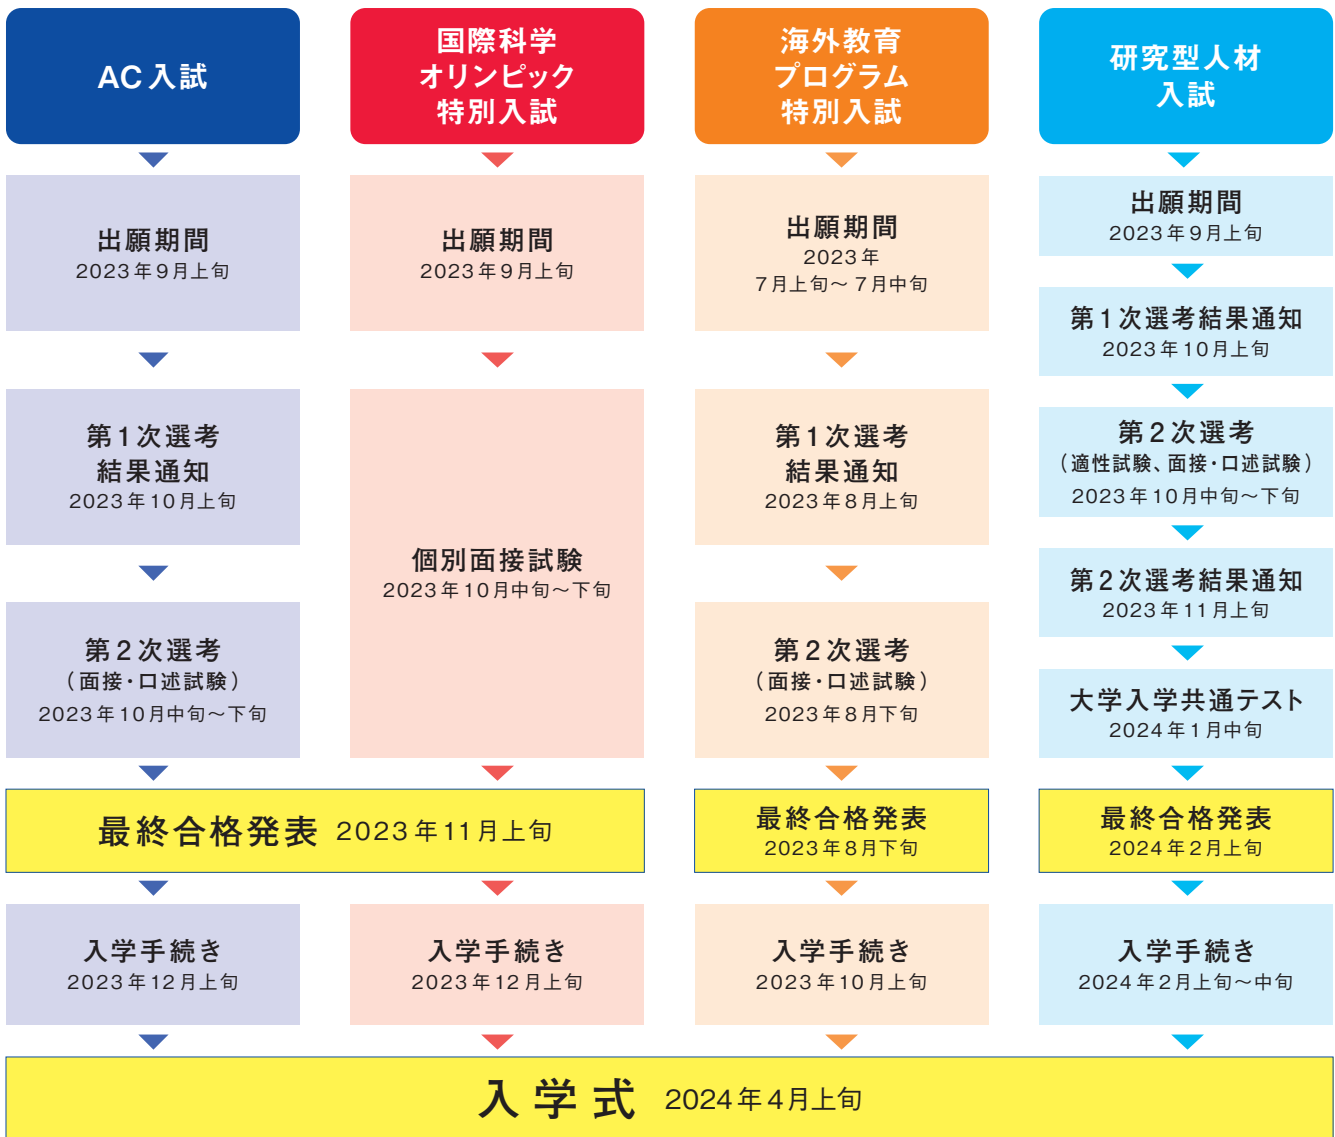 AC入試
出願期間
2023年9月上旬
第1次選考
結果通知
2023年10月上旬
第2次選考
（面接・口述試験）
2023年10月中旬～下旬
国際科学
オリンピック
特別入試
出願期間
2023年9月上旬
個別面接試験
2023年10月中旬～下旬
最終合格発表 2023年11月上旬
入学手続き
2023年12月上旬
入学手続き
2023年12月上旬
海外教育
プログラム
特別入試
出願期間
2023年
7月上旬～7月中旬
第1次選考
結果通知
2023年8月上旬
第2次選考
（面接・口述試験）
2023年8月下旬
最終合格発表
2023年8月下旬
入学手続き
2023年10月上旬
研究型人材
入試
出願期間
2023年9月上旬
第1次選考結果通知
2023年10月上旬
第2次選考
（適性試験、面接・口述試験）
2023年10月中旬～下旬
第2次選考結果通知
2023年11月上旬
大学入学共通テスト
2024年1月中旬
最終合格発表
2024年2月上旬
入学手続き
2024年2月上旬～中旬
入学式 2024年4月上旬